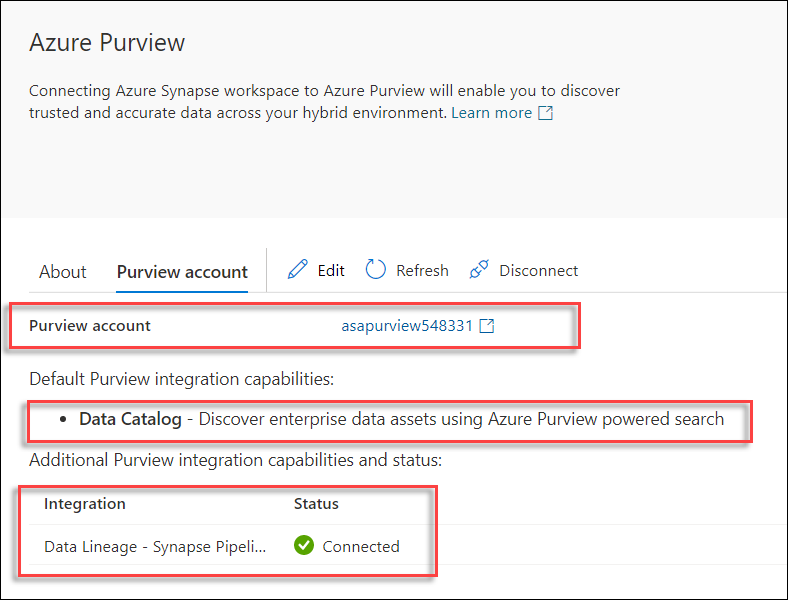 Azure Purview
Connecting Azure Synapse workspace to Azure Purview will enable you to discover
trusted and accurate data across your hybrid environment. Learn more
About Purview account Edit Refresh Disconnect
Purview account asapurview548331
Default Purview integration capabilities:
• Data Catalog - Discover enterprise data assets using Azure Purview powered search
Additional Purview integration capabilities and status:
Integration Status
Data Lineage - Synapse Pipeli... Connected